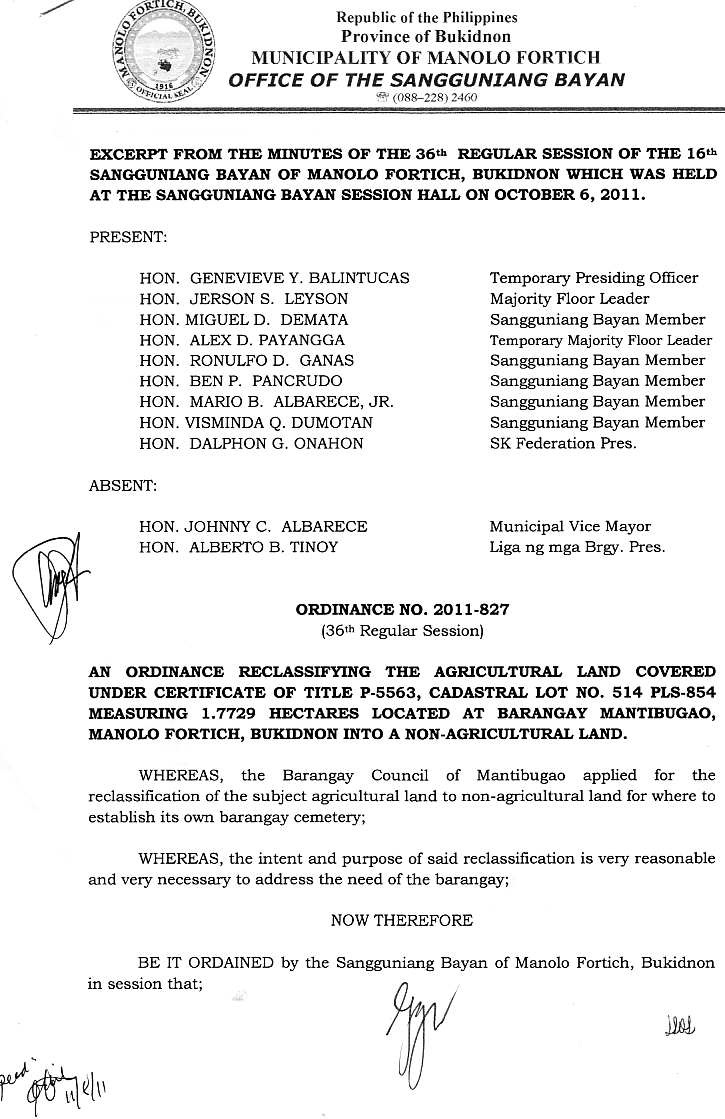 MANOLO FORTICH, BUKIDNON
1916
OFFICIAL SEAL
Republic of the Philippines
Province of Bukidnon
MUNICIPALITY OF MANOLO FORTICH
OFFICE OF THE SANGGUNIANG BAYAN
☏ (088–228) 2460
EXCERPT FROM THE MINUTES OF THE 36th REGULAR SESSION OF THE 16th
SANGGUNIANG BAYAN OF MANOLO FORTICH, BUKIDNON WHICH WAS HELD
AT THE SANGGUNIANG BAYAN SESSION HALL ON OCTOBER 6, 2011.
PRESENT:
HON. GENEVIEVE Y. BALINTUCAS Temporary Presiding Officer
HON. JERSON S. LEYSON Majority Floor Leader
HON. MIGUEL D. DEMATA Sangguniang Bayan Member
HON. ALEX D. PAYANGGA Temporary Majority Floor Leader
HON. RONULFO D. GANAS Sangguniang Bayan Member
HON. BEN P. PANCRUDO Sangguniang Bayan Member
HON. MARIO B. ALBARECE, JR. Sangguniang Bayan Member
HON. VISMINDA Q. DUMOTAN Sangguniang Bayan Member
HON. DALPHON G. ONAHON SK Federation Pres.
ABSENT:
HON. JOHNNY C. ALBARECE Municipal Vice Mayor
HON. ALBERTO B. TINOY Liga ng mga Brgy. Pres.
ORDINANCE NO. 2011-827
(36th Regular Session)
AN ORDINANCE RECLASSIFYING THE AGRICULTURAL LAND COVERED
UNDER CERTIFICATE OF TITLE P-5563, CADASTRAL LOT NO. 514 PLS-854
MEASURING 1.7729 HECTARES LOCATED AT BARANGAY MANTIBUGAO,
MANOLO FORTICH, BUKIDNON INTO A NON-AGRICULTURAL LAND.
WHEREAS, the Barangay Council of Mantibugao applied for the
reclassification of the subject agricultural land to non-agricultural land for where to
establish its own barangay cemetery;
WHEREAS, the intent and purpose of said reclassification is very reasonable
and very necessary to address the need of the barangay;
NOW THEREFORE
BE IT ORDAINED by the Sangguniang Bayan of Manolo Fortich, Bukidnon
in session that;